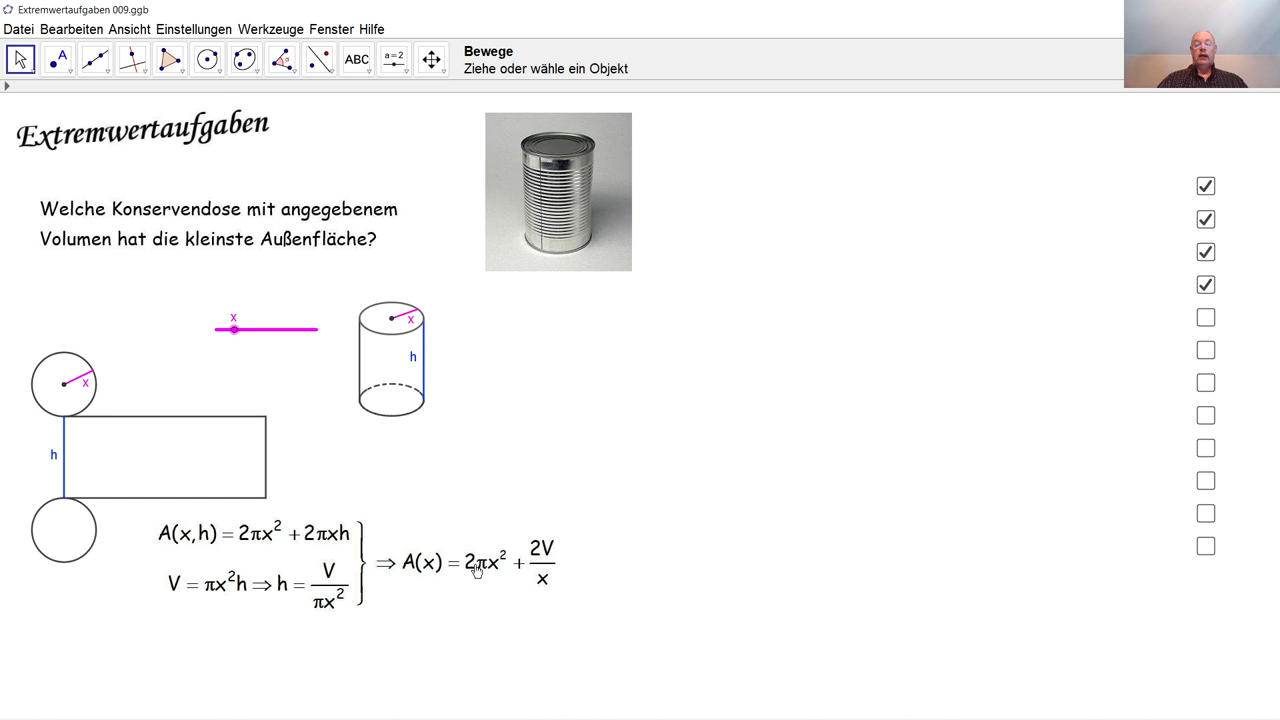 Extremwertaufgaben 009.ggb
Datei Bearbeiten Ansicht Einstellungen Werkzeuge Fenster Hilfe
A
ABC
a=2
Bewege
Ziehe oder wähle ein Objekt
Extremwertaufgaben
Welche Konservendose mit angegebenem
Volumen hat die kleinste Außenfläche?
x
x
h
x
h
A(x,h) = 2πx² + 2πxh
V = πx²h ⇒ h = V/πx²
⇒ A(x) = 2πx² + 2V/x